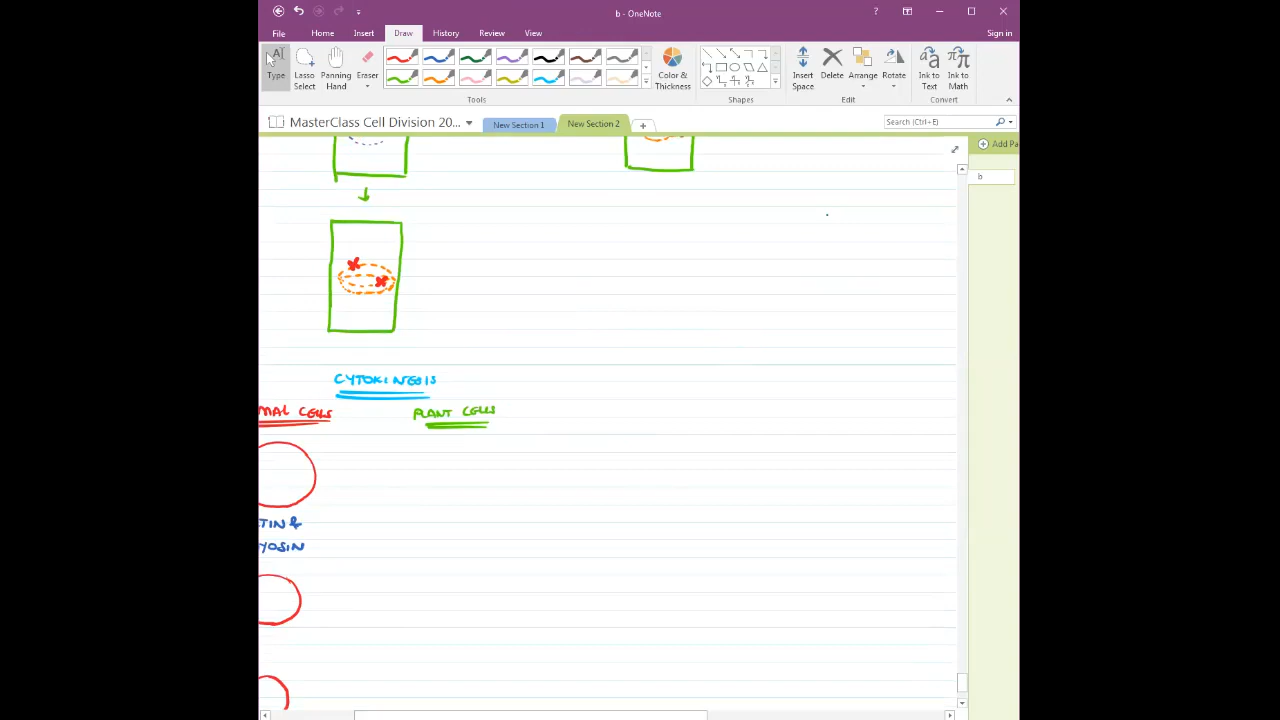 b - OneNote
?
Sign in
File Home Insert Draw History Review View
Type
Lasso Select
Panning Hand
Eraser
Color & Thickness
Insert Space
Delete
Arrange
Rotate
Ink to Text
Ink to Math
Tools
Shapes
Edit
Convert
MasterClass Cell Division 20...
New Section 1
New Section 2
Search (Ctrl+E)
Add Pa
b
CYTOKINESIS
MAL CELLS
PLANT CELLS
TIN &
YOSIN